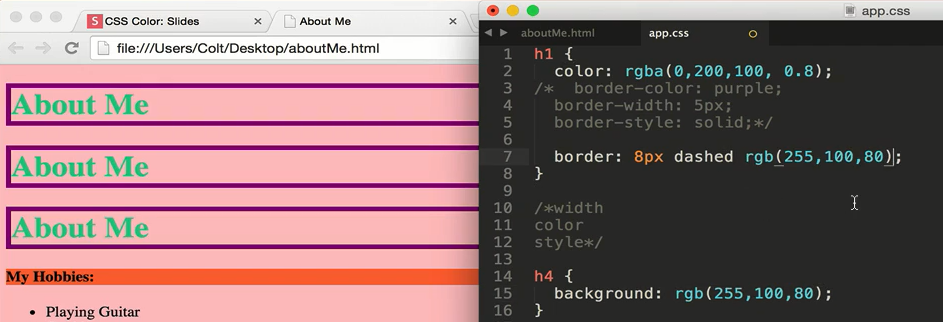 CSS Color: Slides
About Me
file:///Users/Colt/Desktop/aboutMe.html
About Me
About Me
About Me
My Hobbies:
Playing Guitar
app.css
aboutMe.html
app.css
1 h1 {
2 color: rgba(0,200,100, 0.8);
3 /* border-color: purple;
4 border-width: 5px;
5 border-style: solid;*/
6
7 border: 8px dashed rgb(255,100,80);
8 }
9
10 /*width
11 color
12 style*/
13
14 h4 {
15 background: rgb(255,100,80);
16 }